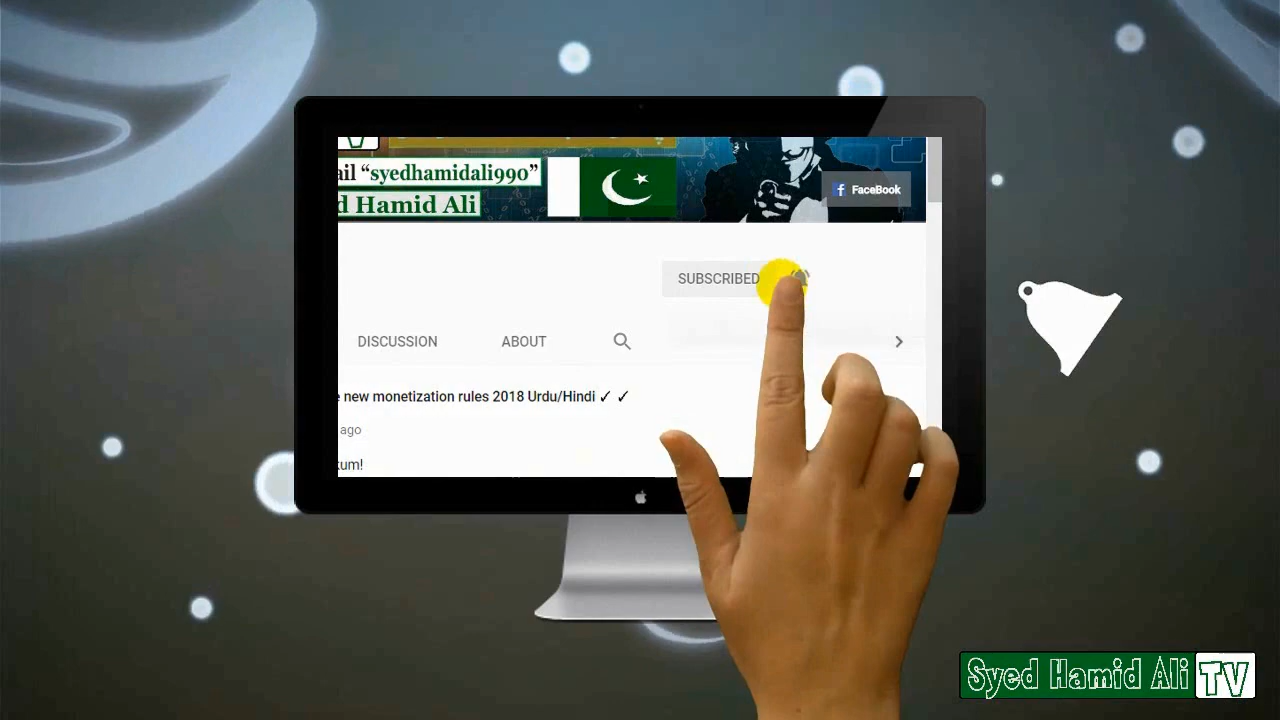 ail “syedhamidali990”
d Hamid Ali
FaceBook
SUBSCRIBED
DISCUSSION
ABOUT
new monetization rules 2018 Urdu/Hindi ✓ ✓
ago
kum!
Syed Hamid Ali TV